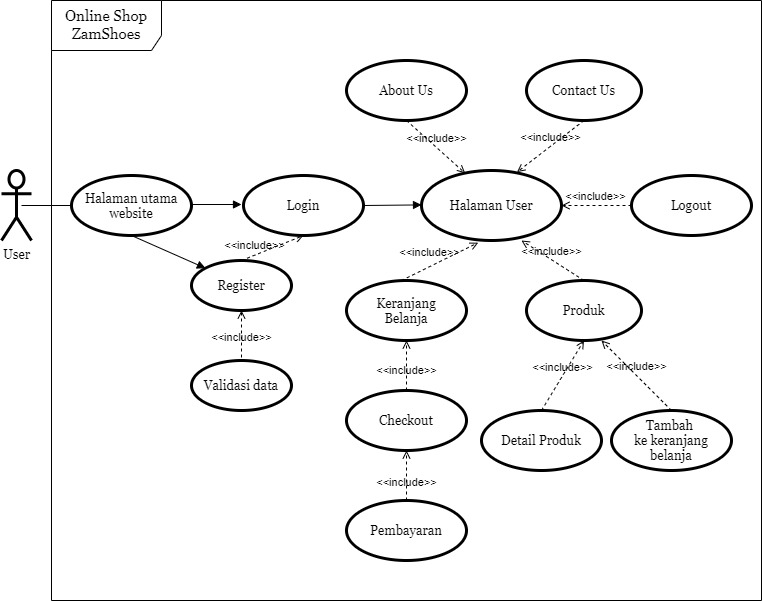 Online Shop
ZamShoes
About Us
Contact Us
<<include>>
<<include>>
Halaman utama
website
Login
Halaman User
<<include>>
Logout
User
<<include>>
<<include>>
<<include>>
Register
Keranjang
Belanja
Produk
<<include>>
<<include>>
<<include>>
<<include>>
Validasi data
Checkout
Detail Produk
Tambah
ke keranjang
belanja
<<include>>
Pembayaran